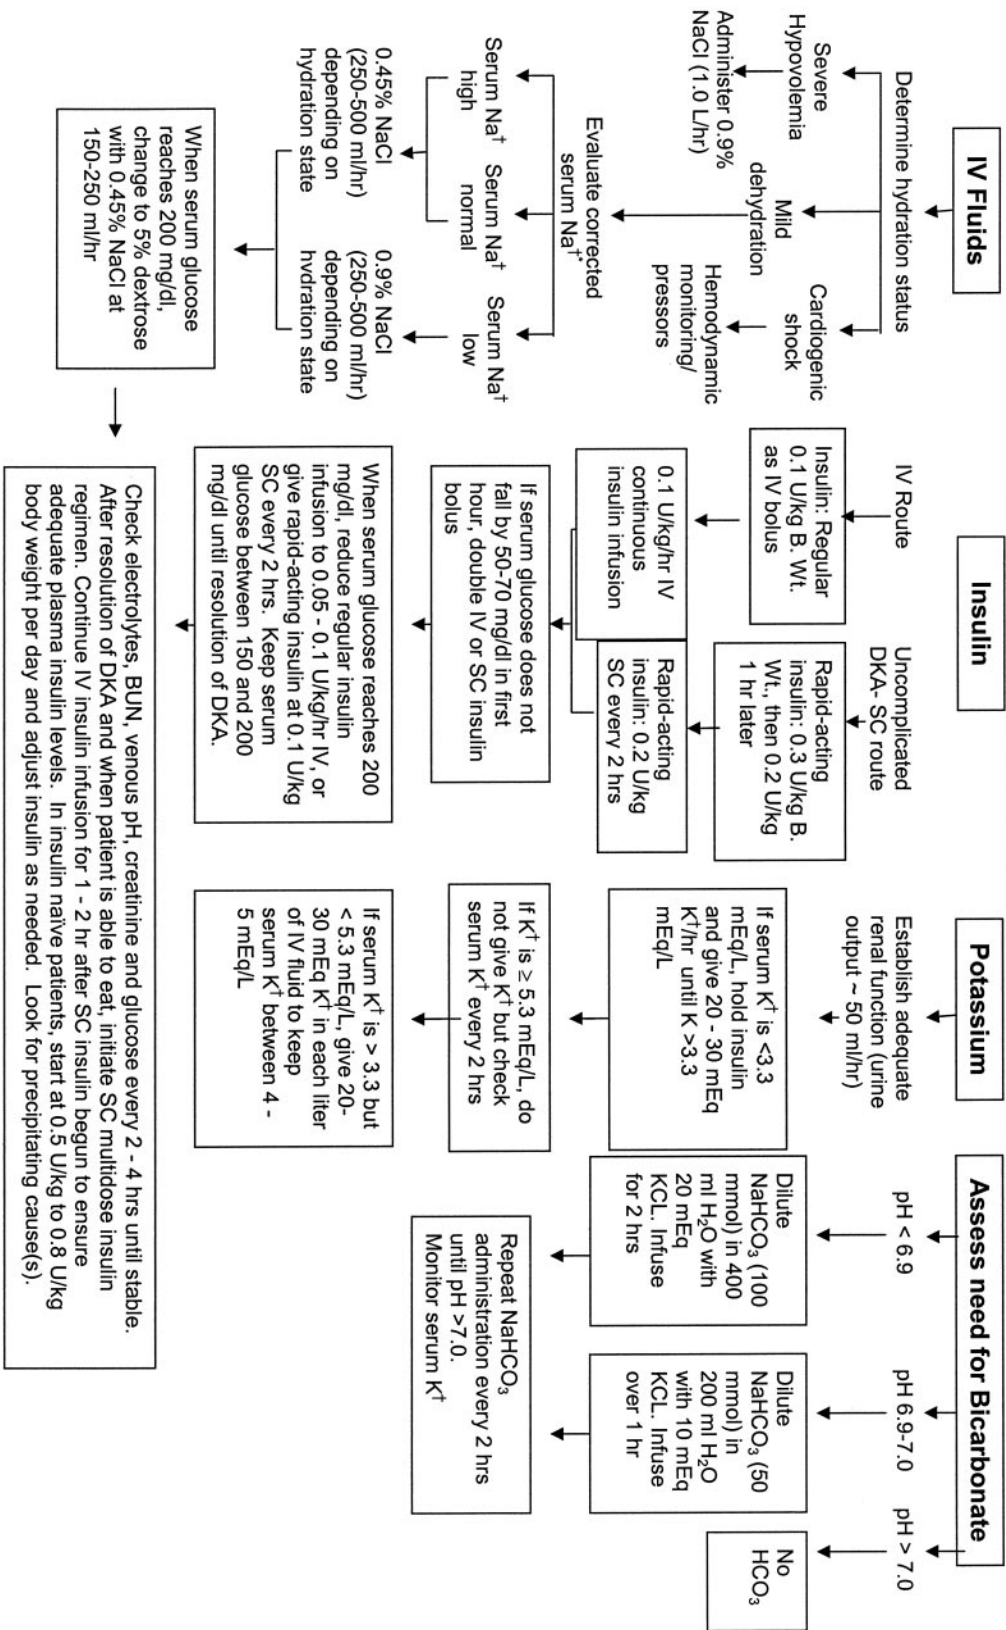 IV Fluids
Determine hydration status
Severe
Hypovolemia
Administer 0.9%
NaCl (1.0 L/hr)
Mild
dehydration
Cardiogenic
shock
Hemodynamic
monitoring/
pressors
Evaluate corrected
serum Na†*
Serum Na†
high
Serum Na†
normal
Serum Na†
low
0.45% NaCl
(250-500 ml/hr)
depending on
hydration state
0.9% NaCl
(250-500 ml/hr)
depending on
hvdration state
When serum glucose
reaches 200 mg/dl,
change to 5% dextrose
with 0.45% NaCl at
150-250 ml/hr
Insulin
IV Route
Insulin: Regular
0.1 U/kg B. Wt.
as IV bolus
0.1 U/kg/hr IV
continuous
insulin infusion
Uncomplicated
DKA- SC route
Rapid-acting
insulin: 0.3 U/kg B.
Wt., then 0.2 U/kg
1 hr later
Rapid-acting
insulin: 0.2 U/kg
SC every 2 hrs
If serum glucose does not
fall by 50-70 mg/dl in first
hour, double IV or SC insulin
bolus
When serum glucose reaches 200
mg/dl, reduce regular insulin
infusion to 0.05 - 0.1 U/kg/hr IV, or
give rapid-acting insulin at 0.1 U/kg
SC every 2 hrs. Keep serum
glucose between 150 and 200
mg/dl until resolution of DKA.
Potassium
Establish adequate
renal function (urine
output ~ 50 ml/hr)
If serum K† is <3.3
mEq/L, hold insulin
and give 20 - 30 mEq
K†/hr until K >3.3
mEq/L
If K† is ≥ 5.3 mEq/L, do
not give K† but check
serum K† every 2 hrs
If serum K† is > 3.3 but
< 5.3 mEq/L, give 20-
30 mEq K† in each liter
of IV fluid to keep
serum K† between 4 -
5 mEq/L
Assess need for Bicarbonate
pH < 6.9
Dilute
NaHCO₃ (100
mmol) in 400
ml H₂O with
20 mEq
KCL. Infuse
for 2 hrs
pH 6.9-7.0
Dilute
NaHCO₃ (50
mmol) in
200 ml H₂O
with 10 mEq
KCL. Infuse
over 1 hr
pH > 7.0
No
HCO₃
Repeat NaHCO₃
administration every 2 hrs
until pH >7.0.
Monitor serum K†
Check electrolytes, BUN, venous pH, creatinine and glucose every 2 - 4 hrs until stable.
After resolution of DKA and when patient is able to eat, initiate SC multidose insulin
regimen. Continue IV insulin infusion for 1 - 2 hr after SC insulin begun to ensure
adequate plasma insulin levels. In insulin naïve patients, start at 0.5 U/kg to 0.8 U/kg
body weight per day and adjust insulin as needed. Look for precipitating cause(s).